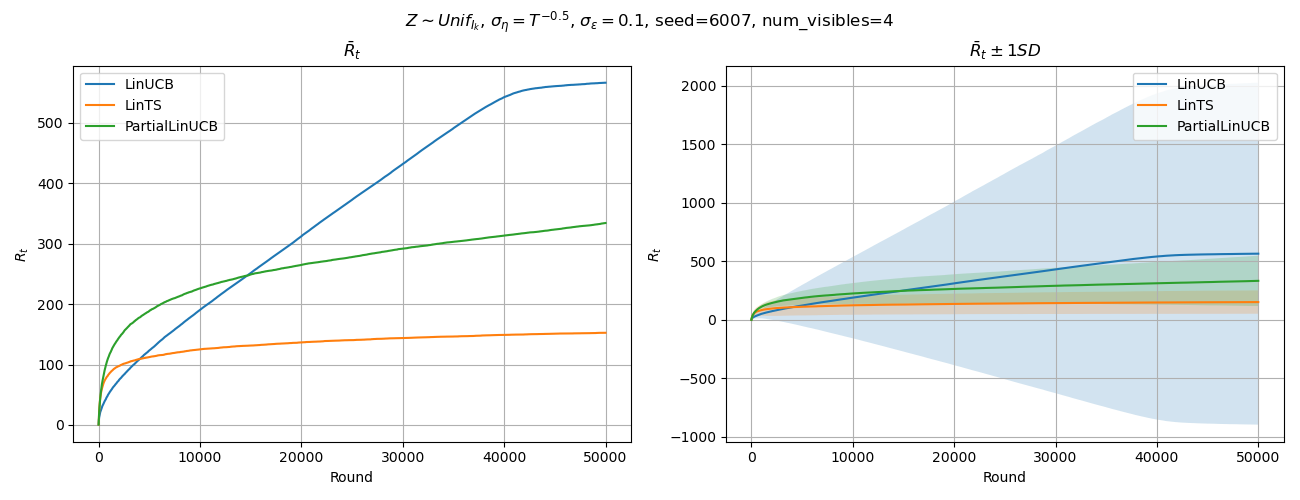 Z ∼ Unif_{I_k}, σ_η = T^{−0.5}, σ_ε = 0.1, seed=6007, num_visibles=4
R̄_t
LinUCB
LinTS
PartialLinUCB
R_t
500
400
300
200
100
0
0 10000 20000 30000 40000 50000
Round
R̄_t ± 1SD
LinUCB
LinTS
PartialLinUCB
R_t
2000
1500
1000
500
0
−500
−1000
0 10000 20000 30000 40000 50000
Round